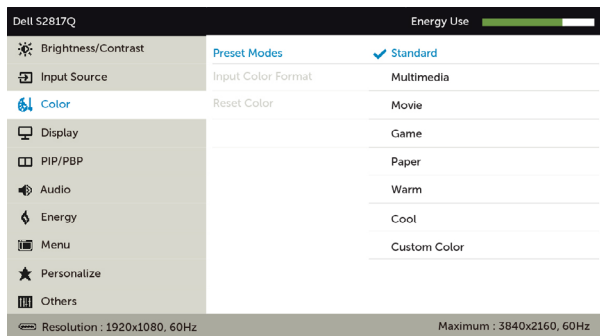 Dell S2817Q Energy Use
Brightness/Contrast
Input Source
Color
Display
PIP/PBP
Audio
Energy
Menu
Personalize
Others
Preset Modes
Input Color Format
Reset Color
Standard
Multimedia
Movie
Game
Paper
Warm
Cool
Custom Color
Resolution : 1920x1080, 60Hz Maximum : 3840x2160, 60Hz